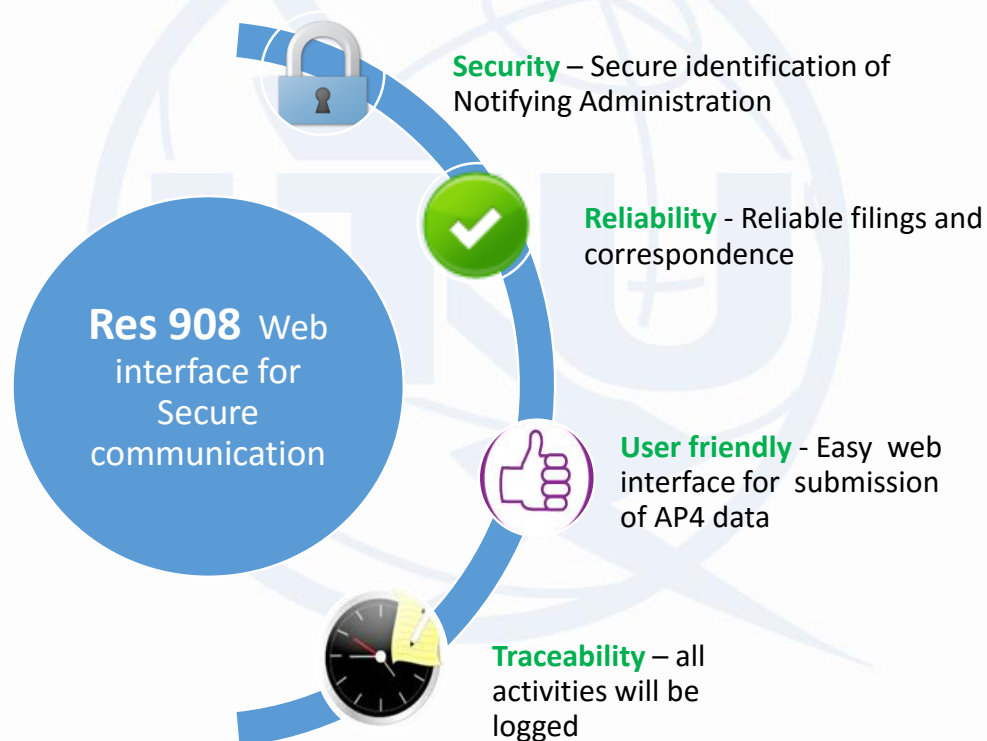 Security – Secure identification of
Notifying Administration
Reliability - Reliable filings and
correspondence
Res 908 Web
interface for
Secure
communication
User friendly - Easy web
interface for submission
of AP4 data
Traceability – all
activities will be
logged
ITU